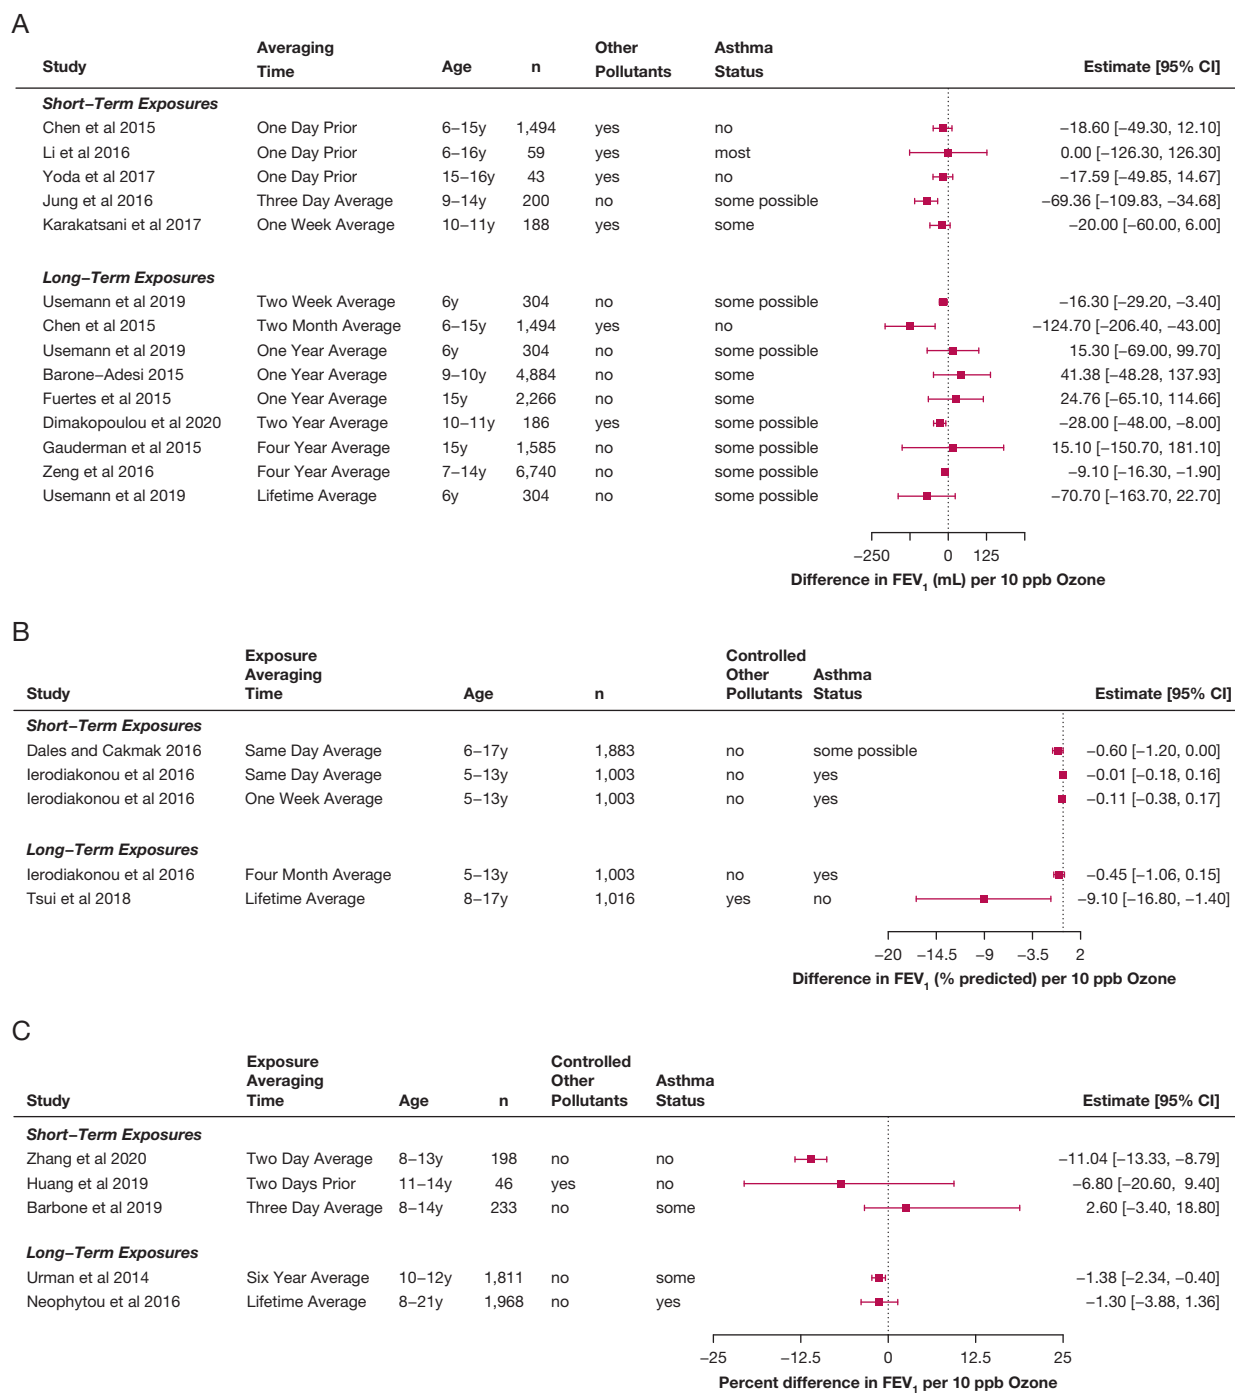 A
Study Averaging Time Age n Other Pollutants Asthma Status Estimate [95% CI]
Short−Term Exposures
Chen et al 2015 One Day Prior 6−15y 1,494 yes no −18.60 [−49.30, 12.10]
Li et al 2016 One Day Prior 6−16y 59 yes most 0.00 [−126.30, 126.30]
Yoda et al 2017 One Day Prior 15−16y 43 yes no −17.59 [−49.85, 14.67]
Jung et al 2016 Three Day Average 9−14y 200 no some possible −69.36 [−109.83, −34.68]
Karakatsani et al 2017 One Week Average 10−11y 188 yes some −20.00 [−60.00, 6.00]
Long−Term Exposures
Usemann et al 2019 Two Week Average 6y 304 no some possible −16.30 [−29.20, −3.40]
Chen et al 2015 Two Month Average 6−15y 1,494 yes no −124.70 [−206.40, −43.00]
Usemann et al 2019 One Year Average 6y 304 no some possible 15.30 [−69.00, 99.70]
Barone−Adesi 2015 One Year Average 9−10y 4,884 no some 41.38 [−48.28, 137.93]
Fuertes et al 2015 One Year Average 15y 2,266 no some 24.76 [−65.10, 114.66]
Dimakopoulou et al 2020 Two Year Average 10−11y 186 yes some possible −28.00 [−48.00, −8.00]
Gauderman et al 2015 Four Year Average 15y 1,585 no some possible 15.10 [−150.70, 181.10]
Zeng et al 2016 Four Year Average 7−14y 6,740 no some possible −9.10 [−16.30, −1.90]
Usemann et al 2019 Lifetime Average 6y 304 no some possible −70.70 [−163.70, 22.70]
−250 0 125
Difference in FEV1 (mL) per 10 ppb Ozone
B
Study Exposure Averaging Time Age n Controlled Other Pollutants Asthma Status Estimate [95% CI]
Short−Term Exposures
Dales and Cakmak 2016 Same Day Average 6−17y 1,883 no some possible −0.60 [−1.20, 0.00]
Ierodiakonou et al 2016 Same Day Average 5−13y 1,003 no yes −0.01 [−0.18, 0.16]
Ierodiakonou et al 2016 One Week Average 5−13y 1,003 no yes −0.11 [−0.38, 0.17]
Long−Term Exposures
Ierodiakonou et al 2016 Four Month Average 5−13y 1,003 no yes −0.45 [−1.06, 0.15]
Tsui et al 2018 Lifetime Average 8−17y 1,016 yes no −9.10 [−16.80, −1.40]
−20 −14.5 −9 −3.5 2
Difference in FEV1 (% predicted) per 10 ppb Ozone
C
Study Exposure Averaging Time Age n Controlled Other Pollutants Asthma Status Estimate [95% CI]
Short−Term Exposures
Zhang et al 2020 Two Day Average 8−13y 198 no no −11.04 [−13.33, −8.79]
Huang et al 2019 Two Days Prior 11−14y 46 yes no −6.80 [−20.60, 9.40]
Barbone et al 2019 Three Day Average 8−14y 233 no some 2.60 [−3.40, 18.80]
Long−Term Exposures
Urman et al 2014 Six Year Average 10−12y 1,811 no some −1.38 [−2.34, −0.40]
Neophytou et al 2016 Lifetime Average 8−21y 1,968 no yes −1.30 [−3.88, 1.36]
−25 −12.5 0 12.5 25
Percent difference in FEV1 per 10 ppb Ozone